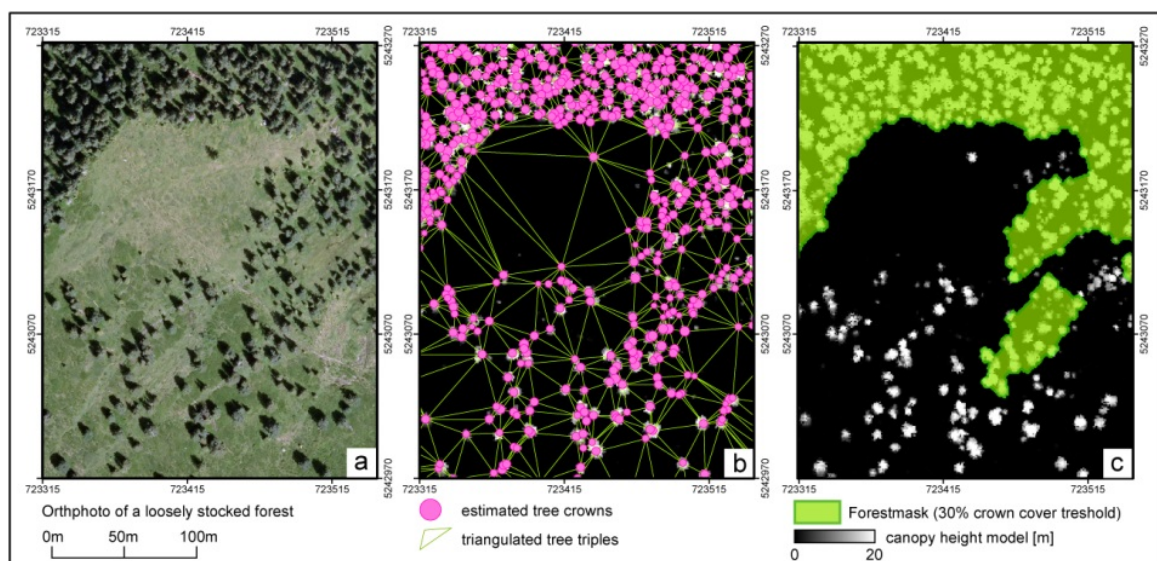 723315 723415 723515 723315 723415 723515 723315 723415 723515
5243270 5243270 5243270
5243170 5243170 5243170
5243070 5243070 5243070
5242970 5242970 5242970
a b c
723315 723415 723515 723315 723415 723515 723315 723415 723515
Orthphoto of a loosely stocked forest
0m 50m 100m
estimated tree crowns
triangulated tree triples
Forestmask (30% crown cover treshold)
canopy height model [m]
0 20